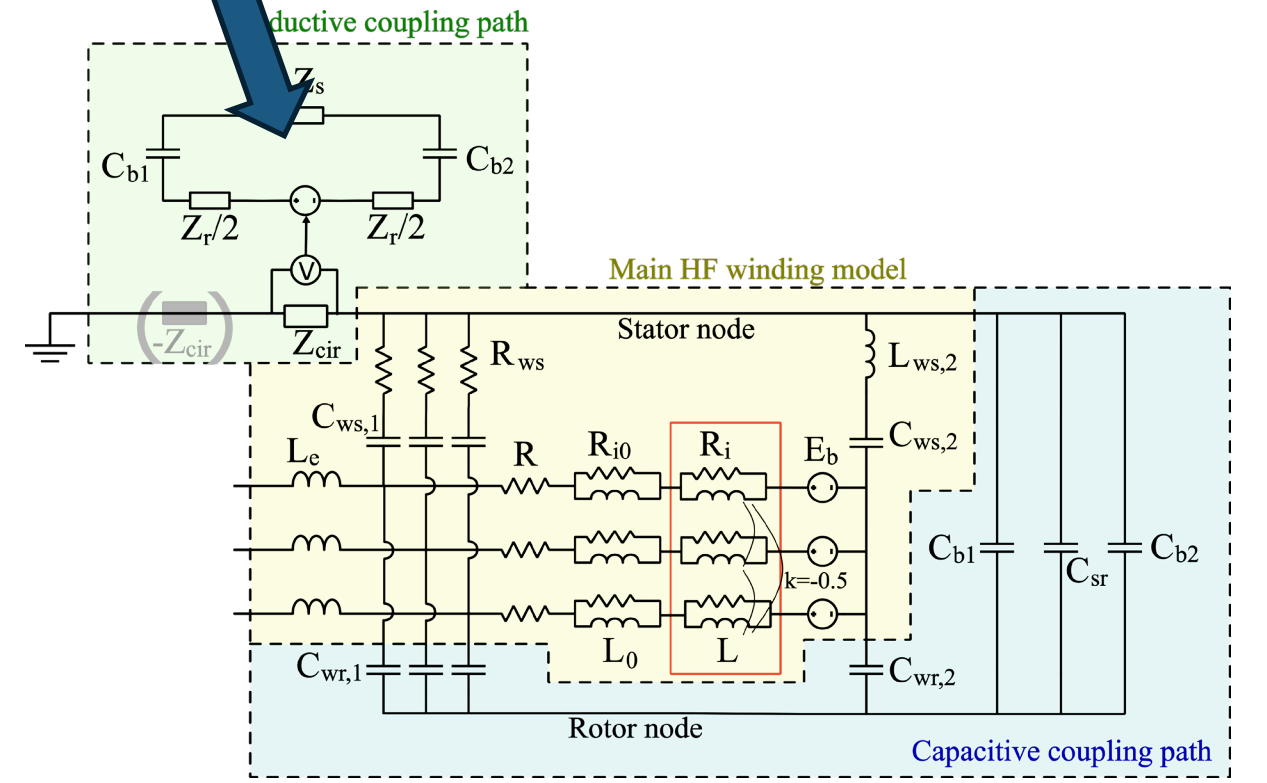 ductive coupling path
Zs
Cb1
Cb2
Zr/2
Zr/2
V
Main HF winding model
(-Zcir)
Zcir
Stator node
Rws
Lws,2
Cws,1
Cws,2
Le
R
Ri0
Ri
Eb
Cb1
Csr
Cb2
k=-0.5
L0
L
Cwr,1
Cwr,2
Rotor node
Capacitive coupling path